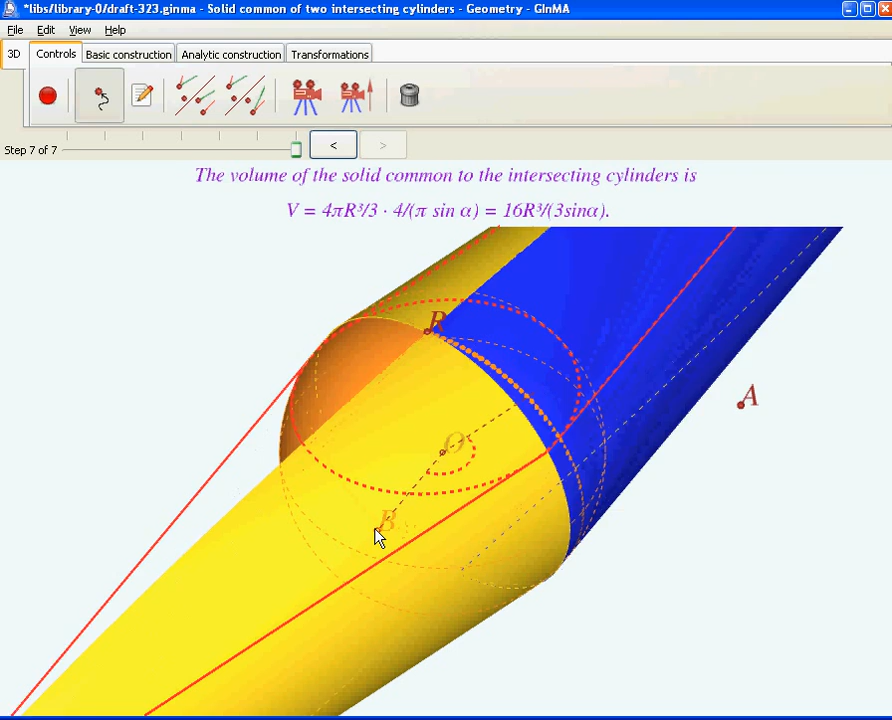 *libs/library-0/draft-323.ginma - Solid common of two intersecting cylinders - Geometry - GInMA
File Edit View Help
3D Controls Basic construction Analytic construction Transformations
Step 7 of 7 < >
The volume of the solid common to the intersecting cylinders is
V = 4πR³/3 · 4/(π sin α) = 16R³/(3sinα).
R
A
O
B